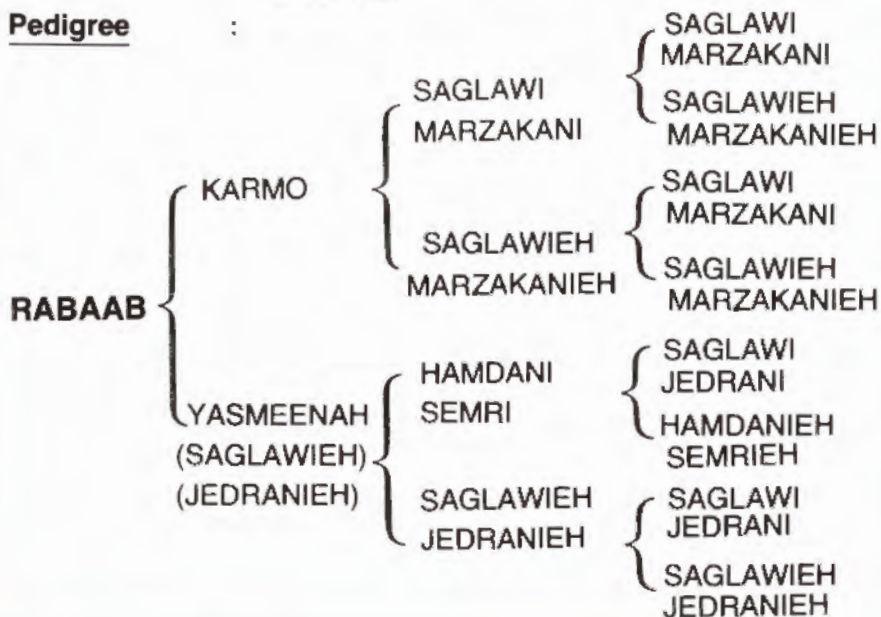 Pedigree :
RABAAB
KARMO
SAGLAWI
MARZAKANI
SAGLAWI
MARZAKANI
SAGLAWIEH
MARZAKANIEH
SAGLAWIEH
MARZAKANIEH
SAGLAWI
MARZAKANI
SAGLAWIEH
MARZAKANIEH
YASMEENAH
(SAGLAWIEH)
(JEDRANIEH)
HAMDANI
SEMRI
SAGLAWI
JEDRANI
HAMDANIEH
SEMRIEH
SAGLAWIEH
JEDRANIEH
SAGLAWI
JEDRANI
SAGLAWIEH
JEDRANIEH